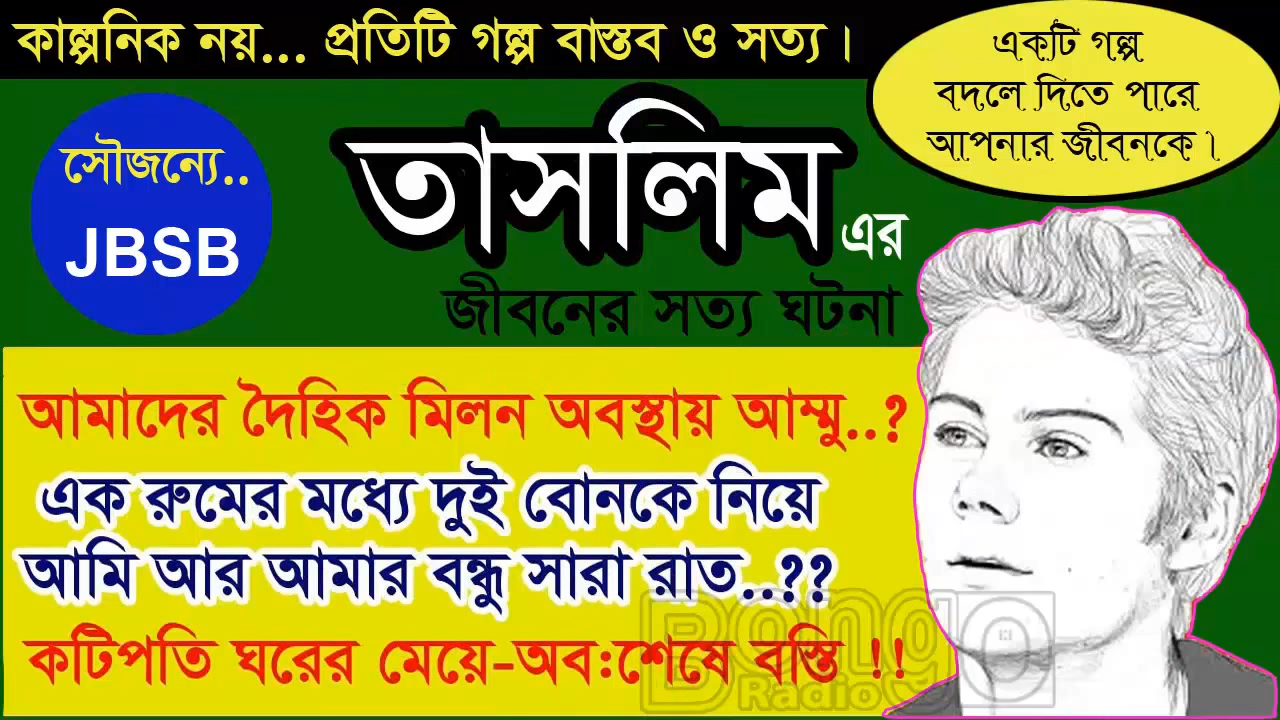 কাল্পনিক নয়... প্রতিটি গল্প বাস্তব ও সত্য।
একটি গল্প
বদলে দিতে পারে
আপনার জীবনকে।
সৌজন্যে..
JBSB
তাসলিম এর
জীবনের সত্য ঘটনা
আমাদের দৈহিক মিলন অবস্থায় আম্মু..?
এক রুমের মধ্যে দুই বোনকে নিয়ে
আমি আর আমার বন্ধু সারা রাত..??
কটিপতি ঘরের মেয়ে-অবঃশেষে বস্তি !!
Bongo
Radio